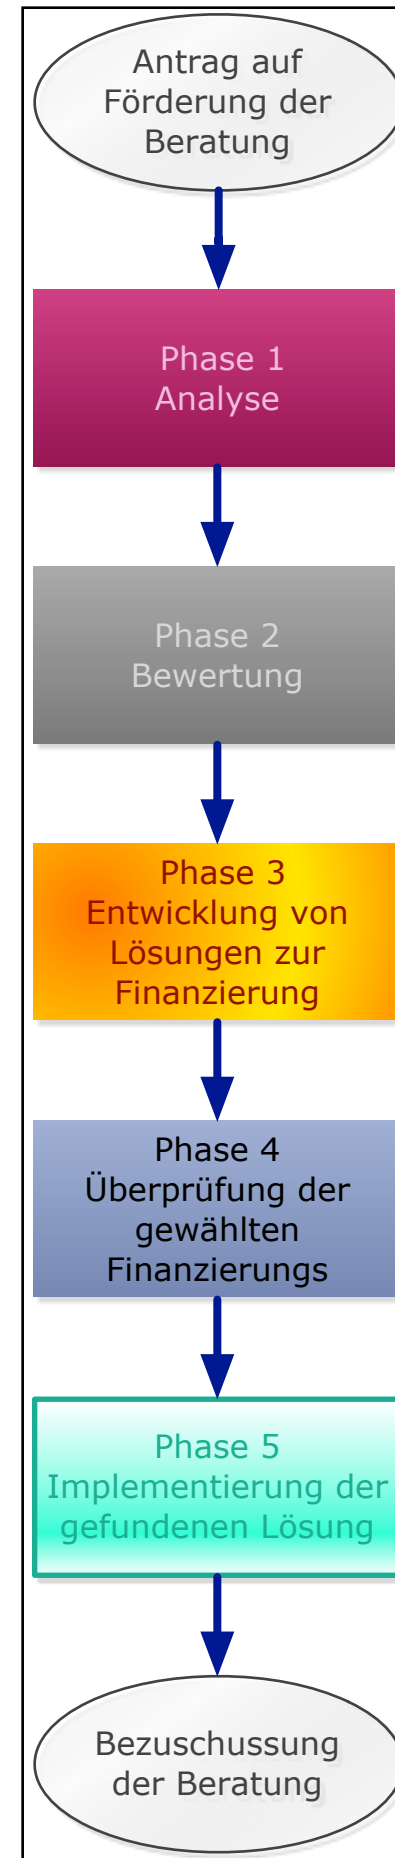 Antrag auf
Förderung der
Beratung
Phase 1
Analyse
Phase 2
Bewertung
Phase 3
Entwicklung von
Lösungen zur
Finanzierung
Phase 4
Überprüfung der
gewählten
Finanzierungs
Phase 5
Implementierung der
gefundenen Lösung
Bezuschussung
der Beratung